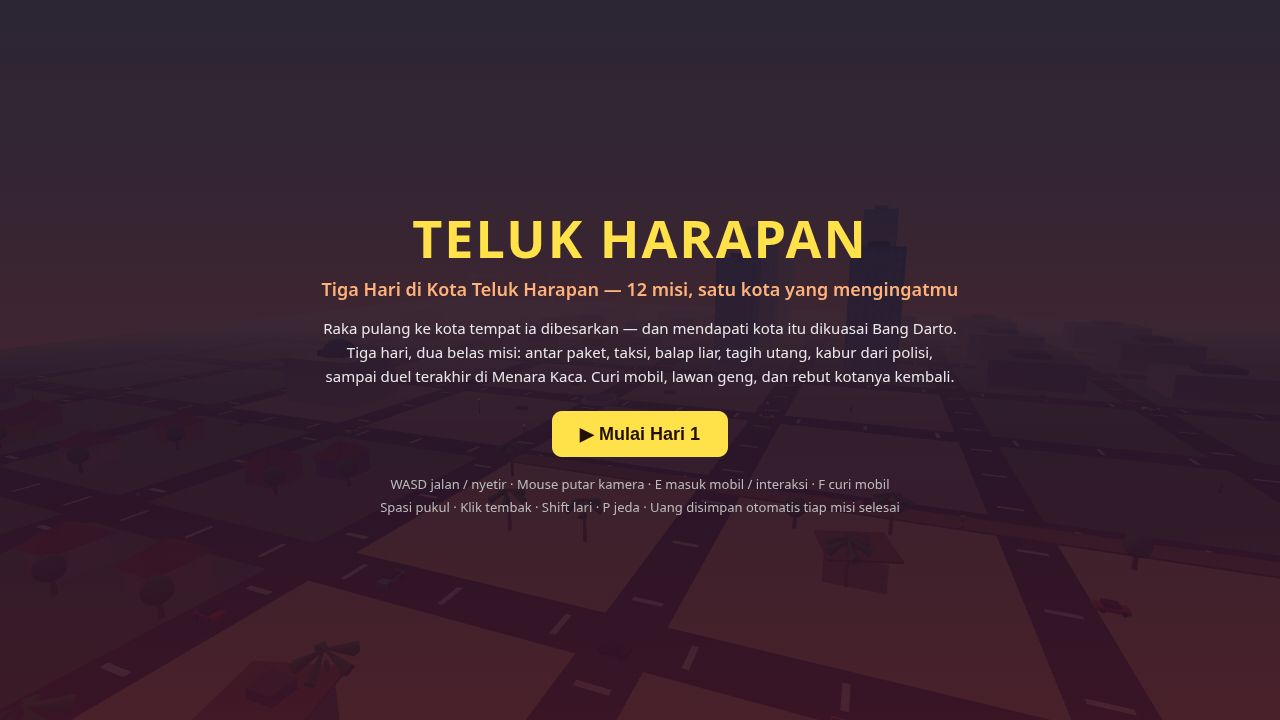 TELUK HARAPAN
Tiga Hari di Kota Teluk Harapan — 12 misi, satu kota yang mengingatmu
Raka pulang ke kota tempat ia dibesarkan — dan mendapati kota itu dikuasai Bang Darto.
Tiga hari, dua belas misi: antar paket, taksi, balap liar, tagih utang, kabur dari polisi,
sampai duel terakhir di Menara Kaca. Curi mobil, lawan geng, dan rebut kotanya kembali.
▶ Mulai Hari 1
WASD jalan / nyetir · Mouse putar kamera · E masuk mobil / interaksi · F curi mobil
Spasi pukul · Klik tembak · Shift lari · P jeda · Uang disimpan otomatis tiap misi selesai